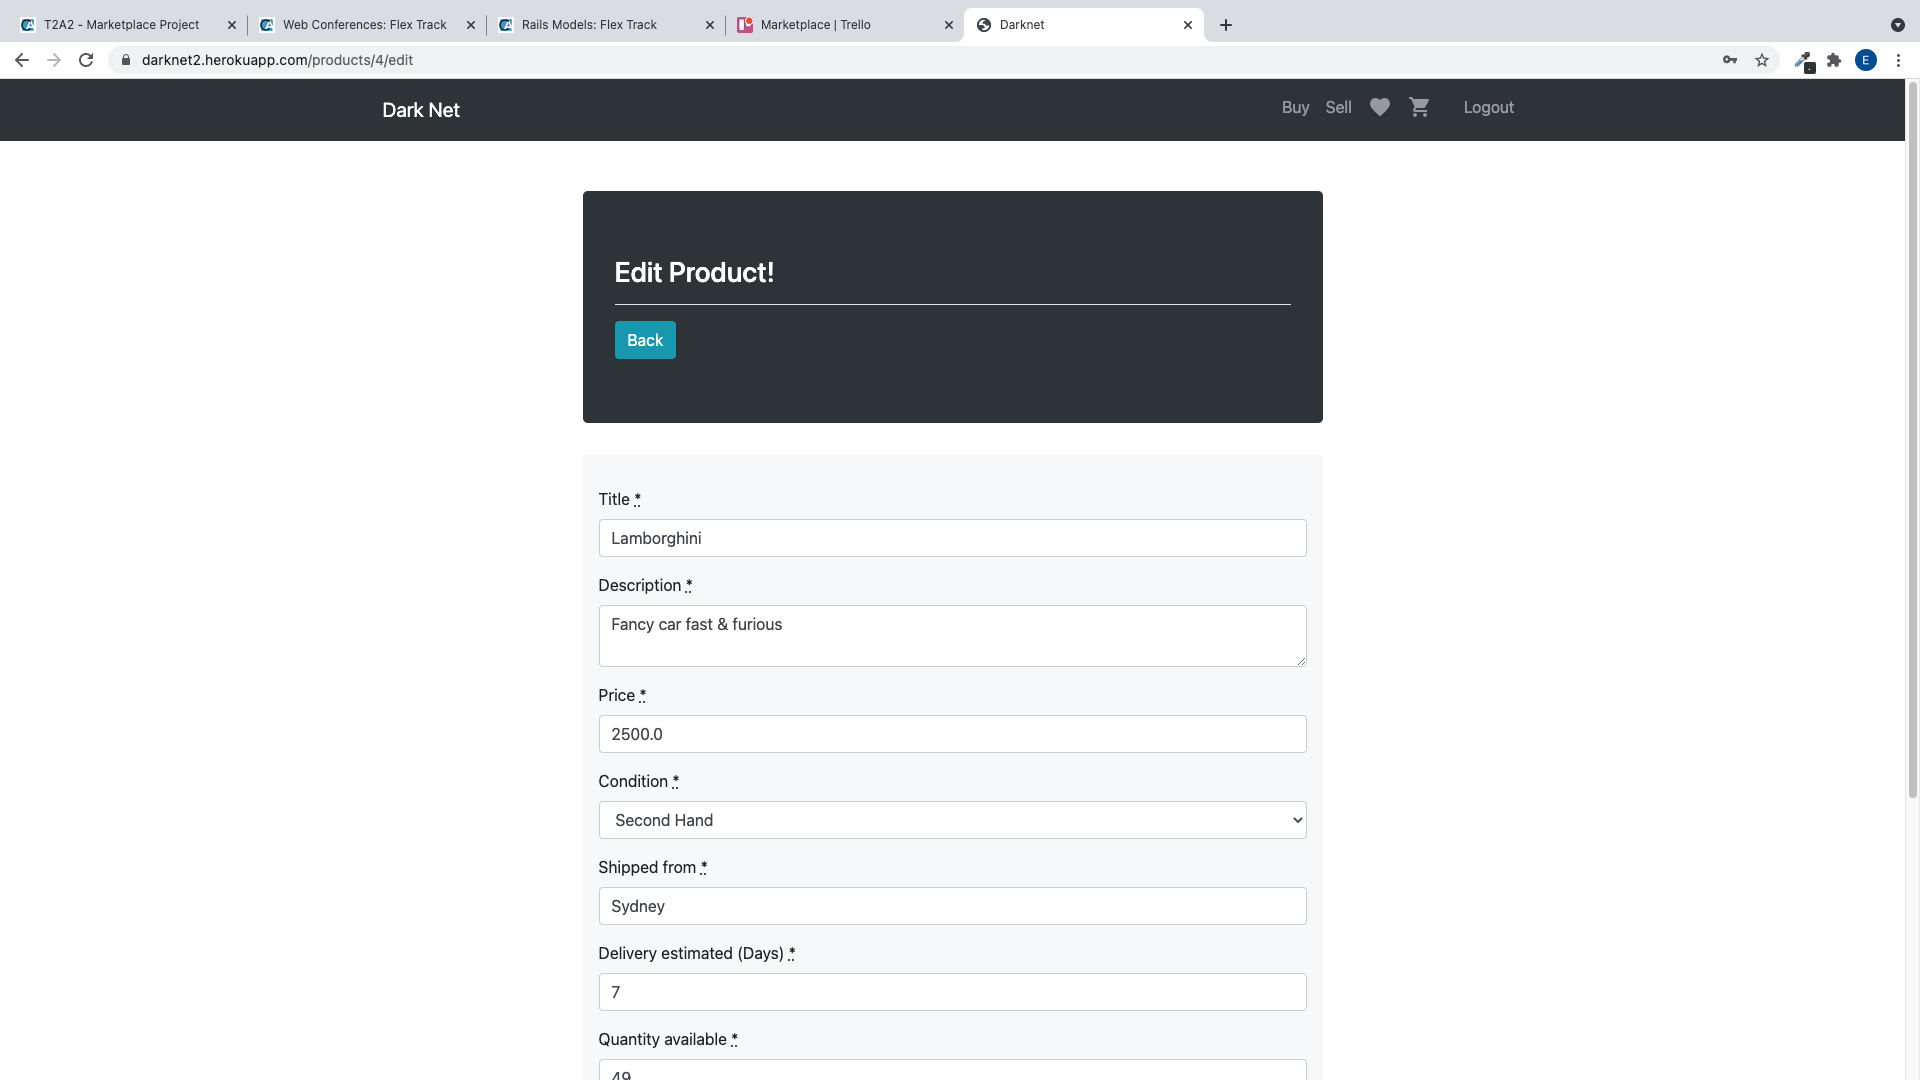 T2A2 - Marketplace Project
Web Conferences: Flex Track
Rails Models: Flex Track
Marketplace | Trello
Darknet
darknet2.herokuapp.com/products/4/edit
E
Dark Net
Buy
Sell
Logout
Edit Product!
Back
Title *
Lamborghini
Description *
Fancy car fast & furious
Price *
2500.0
Condition *
Second Hand
Shipped from *
Sydney
Delivery estimated (Days) *
7
Quantity available *
49